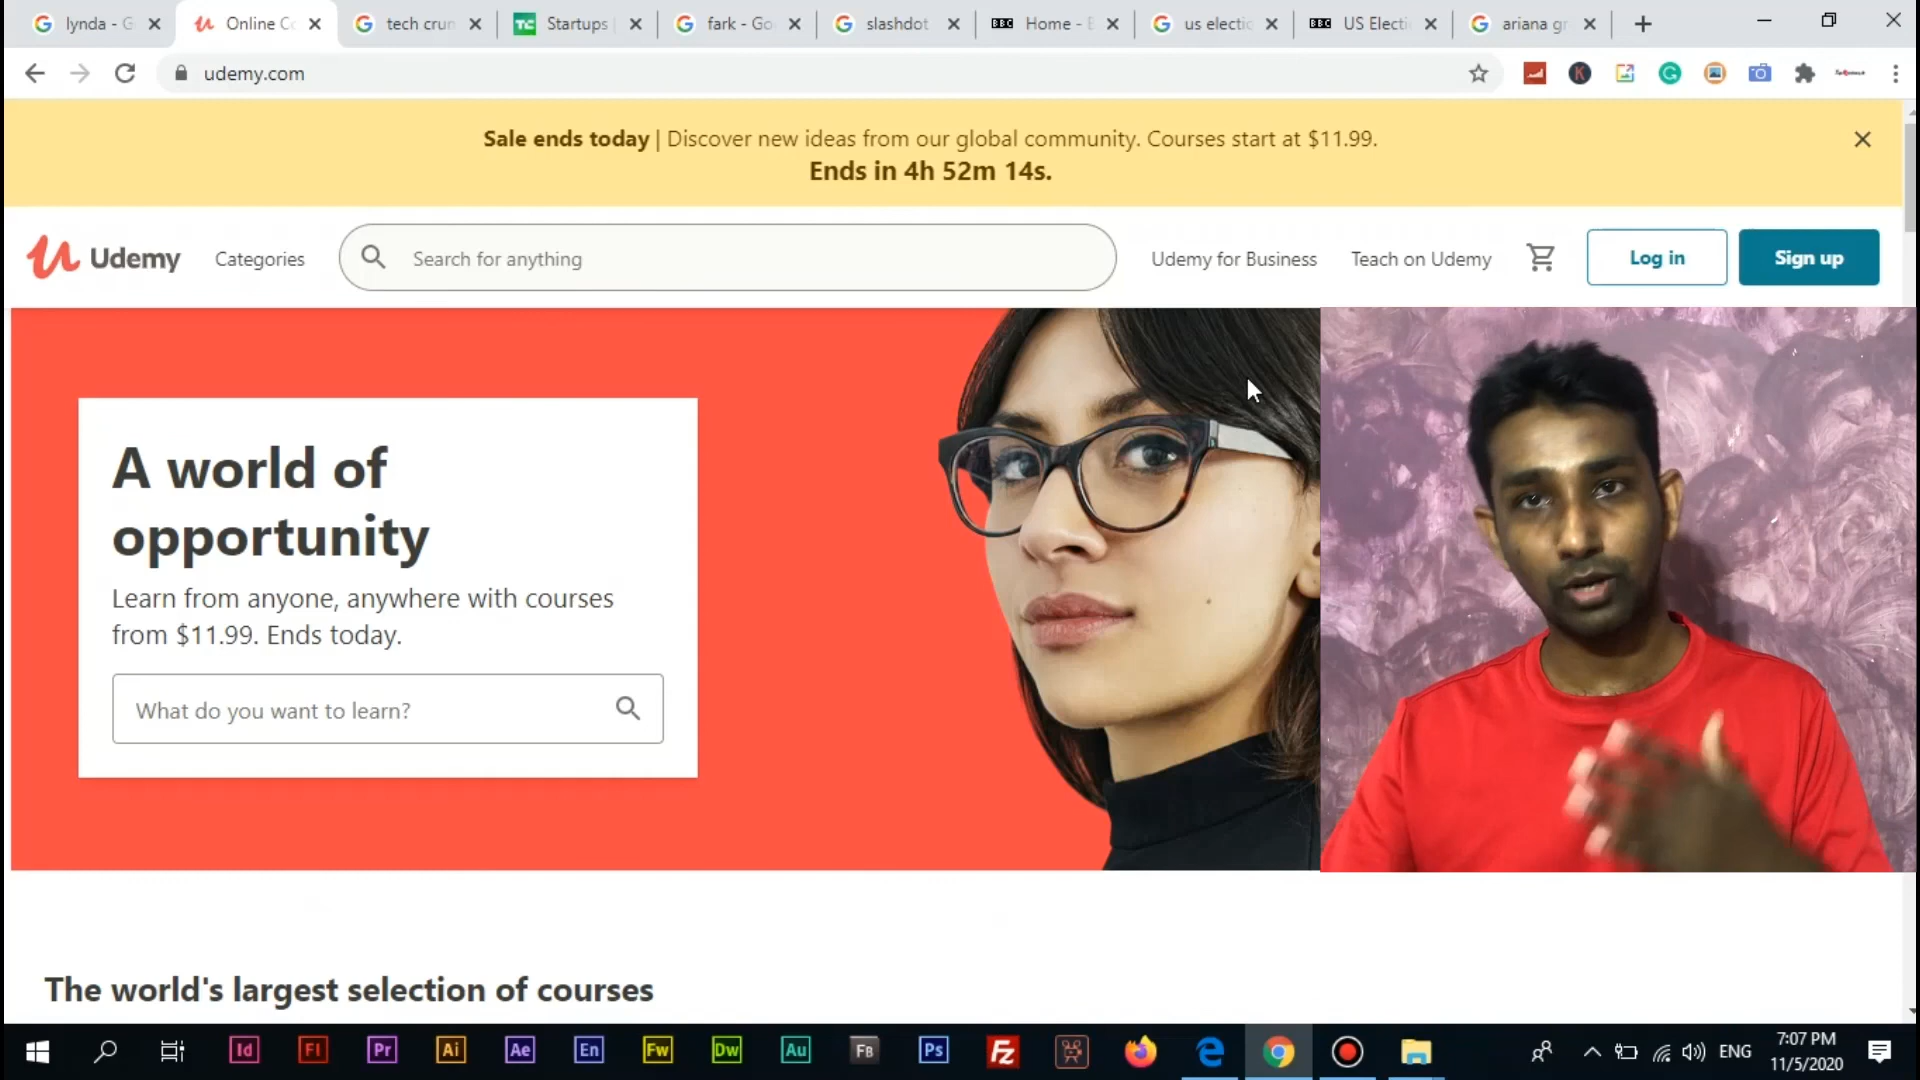 lynda - G
Online Co
tech crun
Startups
fark - Go
slashdot
BBC
Home - B
us electio
BBC
US Electi
ariana gr
udemy.com
Sale ends today | Discover new ideas from our global community. Courses start at $11.99.
Ends in 4h 52m 14s.
Udemy
Categories
Search for anything
Udemy for Business
Teach on Udemy
Log in
Sign up
A world of
opportunity
Learn from anyone, anywhere with courses
from $11.99. Ends today.
What do you want to learn?
The world's largest selection of courses
Id
Fl
Pr
Ai
Ae
En
Fw
Dw
Au
FB
Ps
Fz
ENG
7:07 PM
11/5/2020